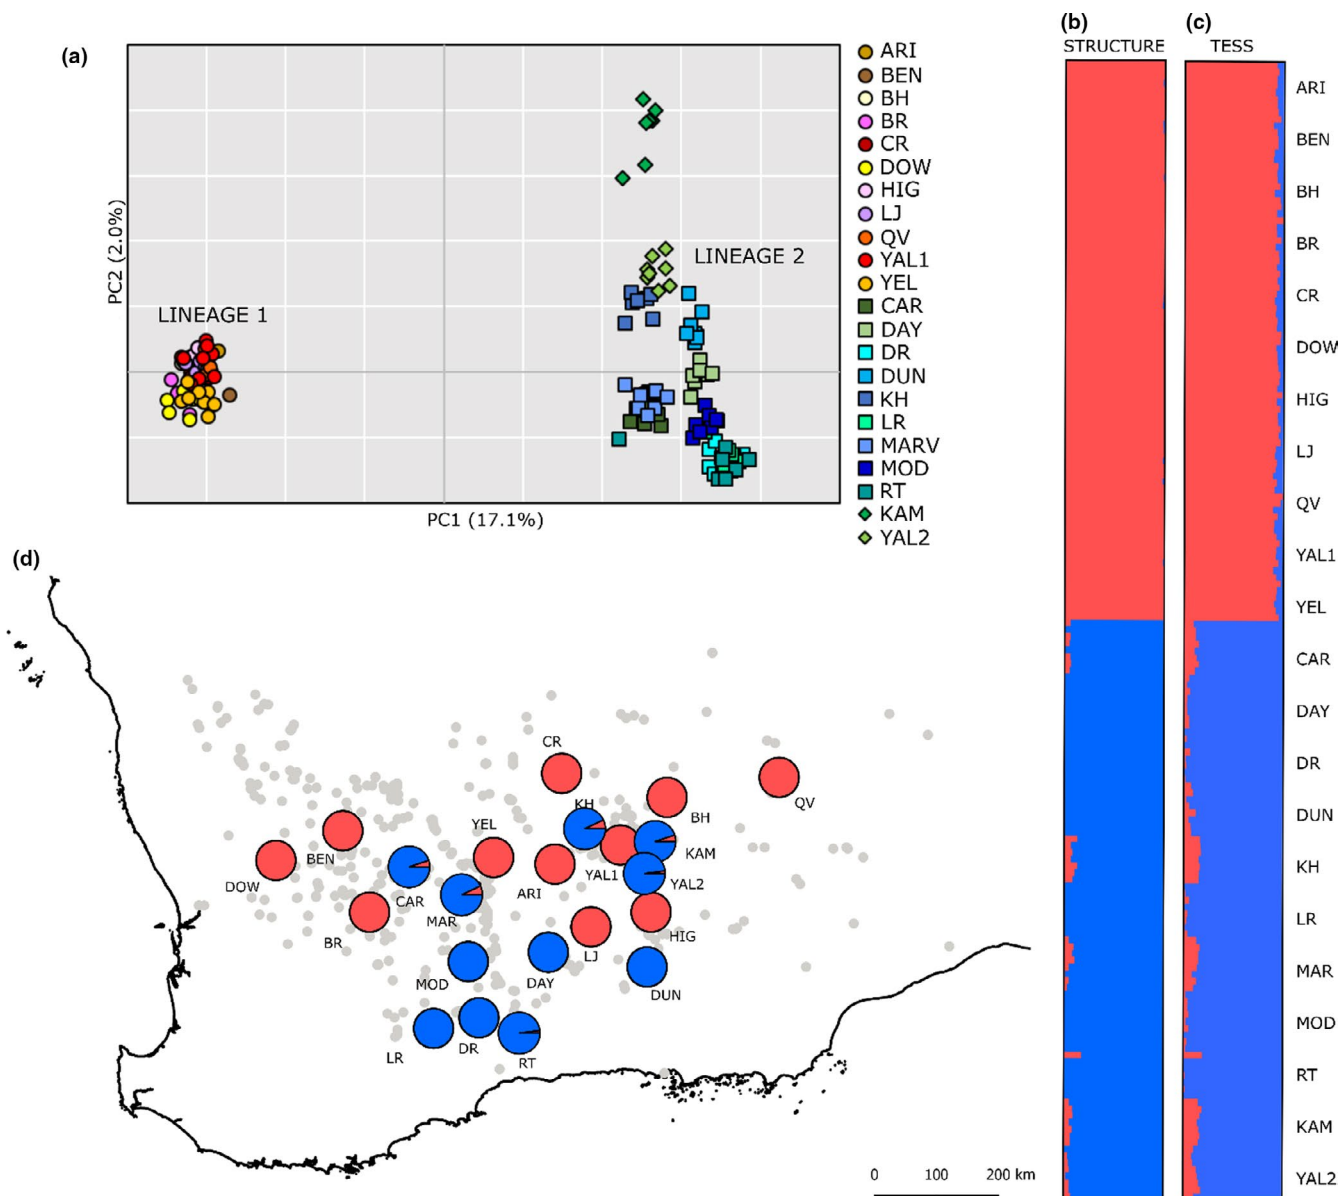 (a)
PC2 (2.0%)
LINEAGE 1
LINEAGE 2
PC1 (17.1%)
ARI
BEN
BH
BR
CR
DOW
HIG
LJ
QV
YAL1
YEL
CAR
DAY
DR
DUN
KH
LR
MARV
MOD
RT
KAM
YAL2
(b)
STRUCTURE
(c)
TESS
ARI
BEN
BH
BR
CR
DOW
HIG
LJ
QV
YAL1
YEL
CAR
DAY
DR
DUN
KH
LR
MAR
MOD
RT
KAM
YAL2
(d)
CR
KH
BH
QV
YEL
BEN
DOW
CAR
ARI
YAL1
KAM
YAL2
MAR
BR
HIG
LJ
MOD
DAY
DUN
LR
DR
RT
0 100 200 km